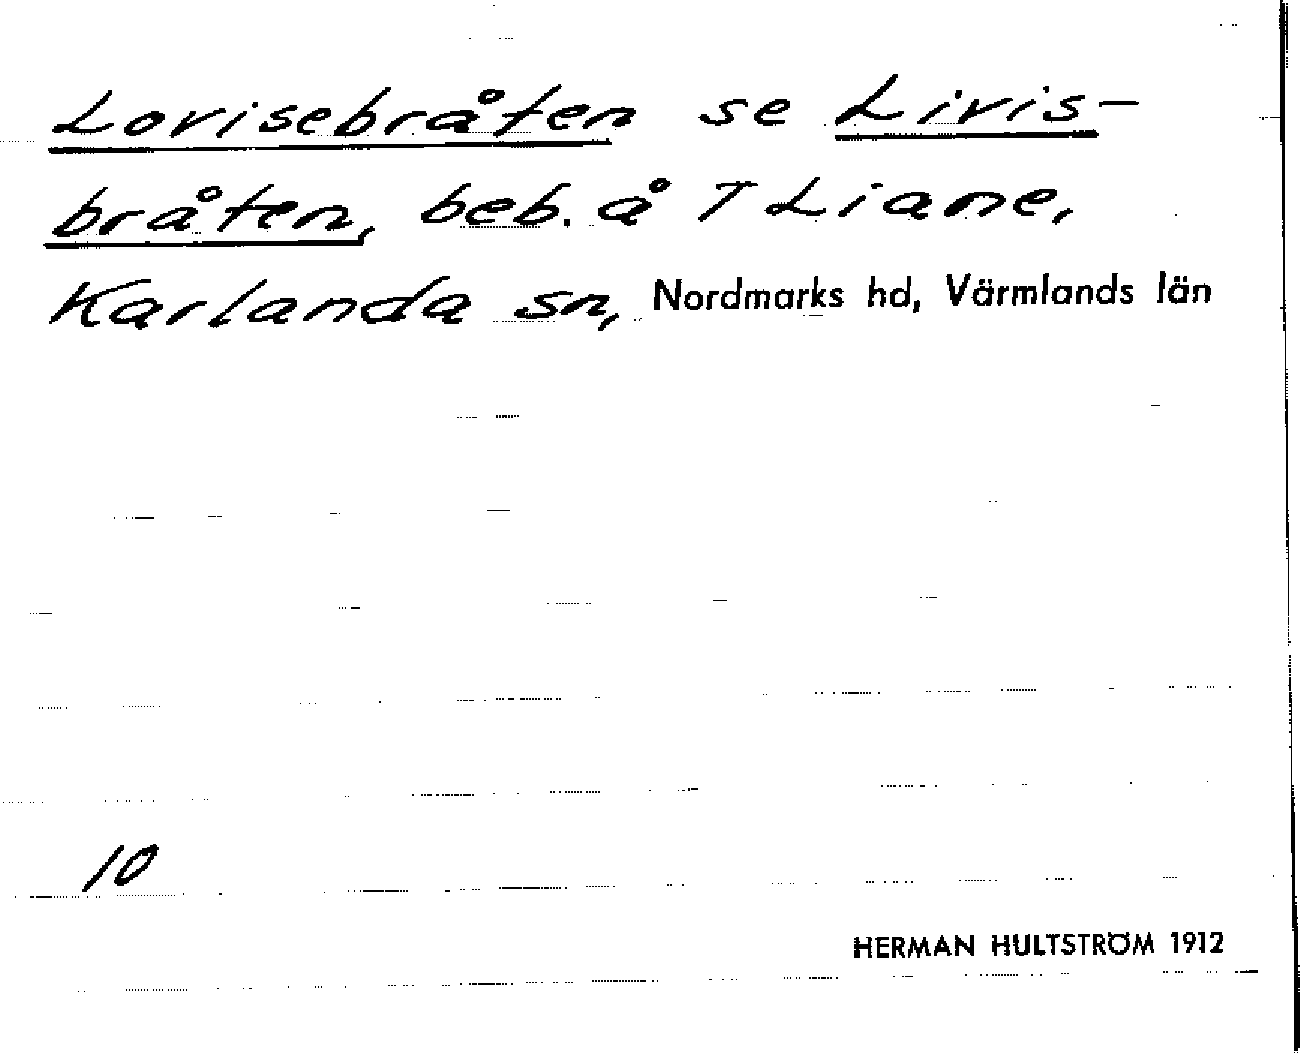 Lovisebråten se Livis-
bråten, beb. å T Liane,
Karlanda sn, Nordmarks hd, Värmlands län
10
HERMAN HULTSTRÖM 1912